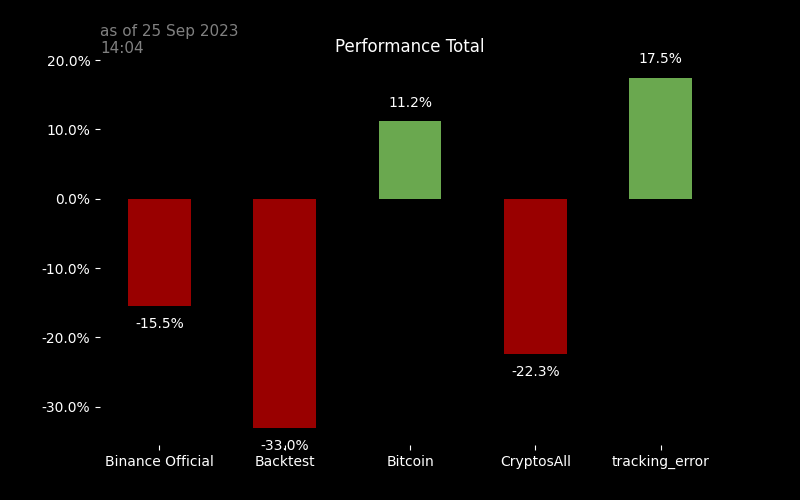 as of 25 Sep 2023
14:04
Performance Total
20.0%
10.0%
0.0%
-10.0%
-20.0%
-30.0%
-15.5%
-33.0%
11.2%
-22.3%
17.5%
Binance Official
Backtest
Bitcoin
CryptosAll
tracking_error